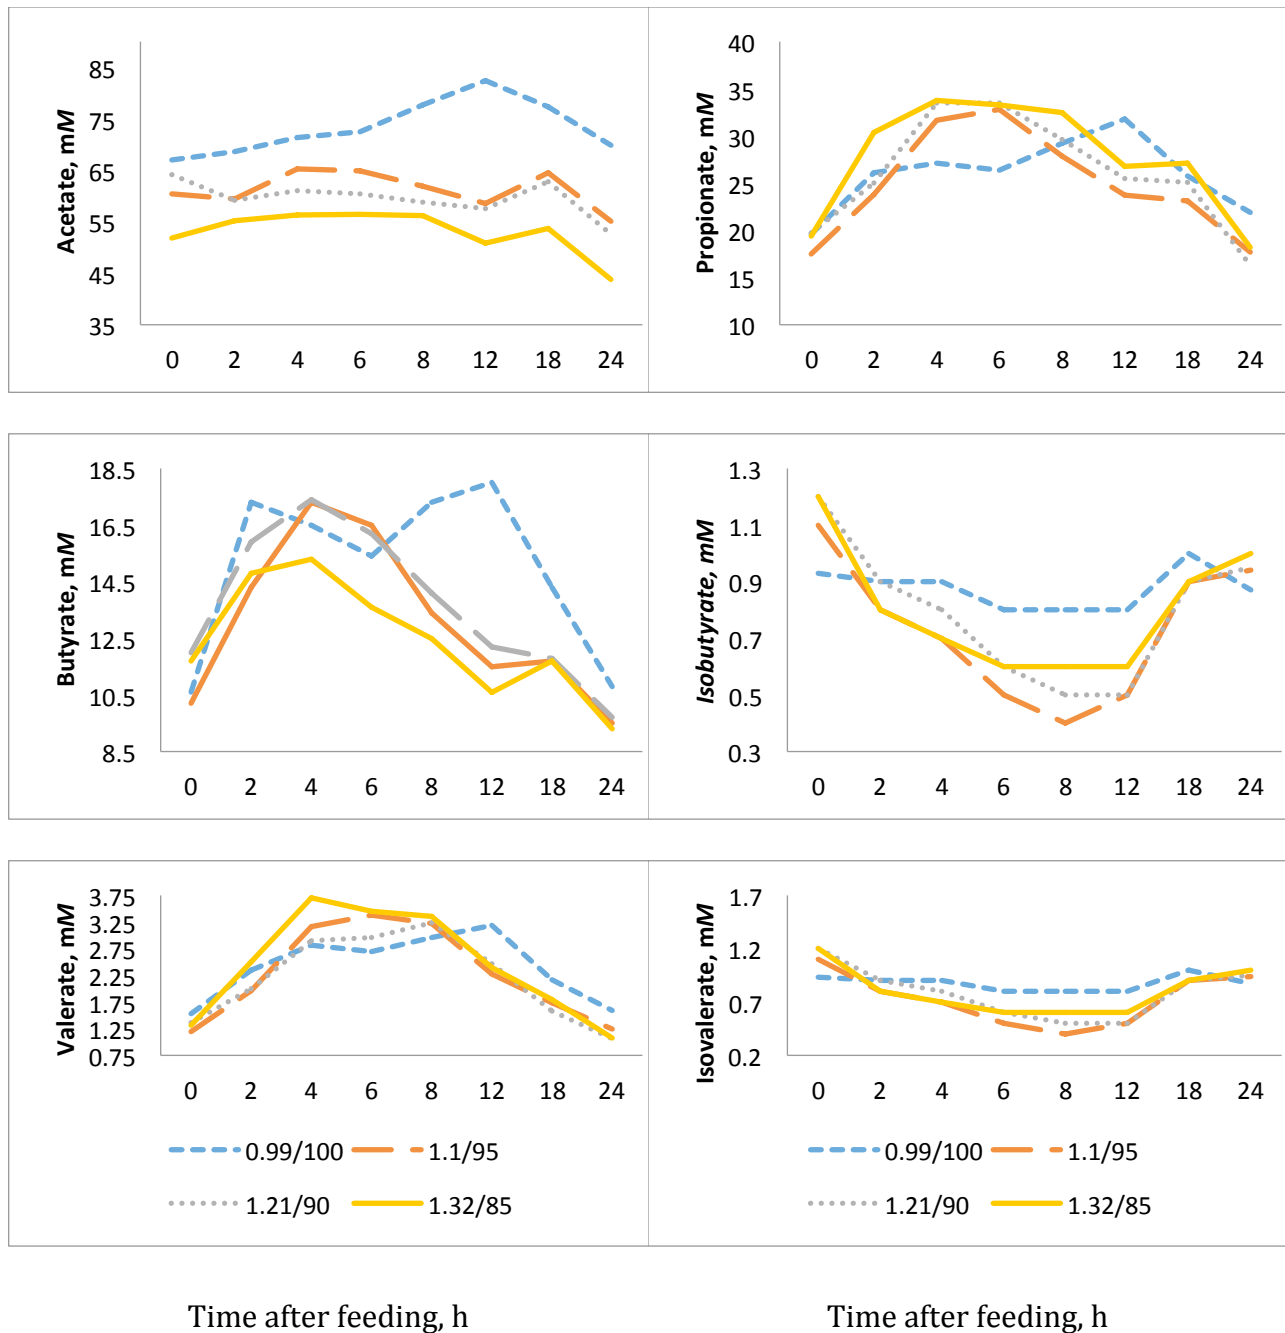 Acetate, mM
85
75
65
55
45
35
0 2 4 6 8 12 18 24
Propionate, mM
40
35
30
25
20
15
10
0 2 4 6 8 12 18 24
Butyrate, mM
18.5
16.5
14.5
12.5
10.5
8.5
0 2 4 6 8 12 18 24
Isobutyrate, mM
1.3
1.1
0.9
0.7
0.5
0.3
0 2 4 6 8 12 18 24
Valerate, mM
3.75
3.25
2.75
2.25
1.75
1.25
0.75
0 2 4 6 8 12 18 24
0.99/100 1.1/95
1.21/90 1.32/85
Isovalerate, mM
1.7
1.2
0.7
0.2
0 2 4 6 8 12 18 24
0.99/100 1.1/95
1.21/90 1.32/85
Time after feeding, h
Time after feeding, h